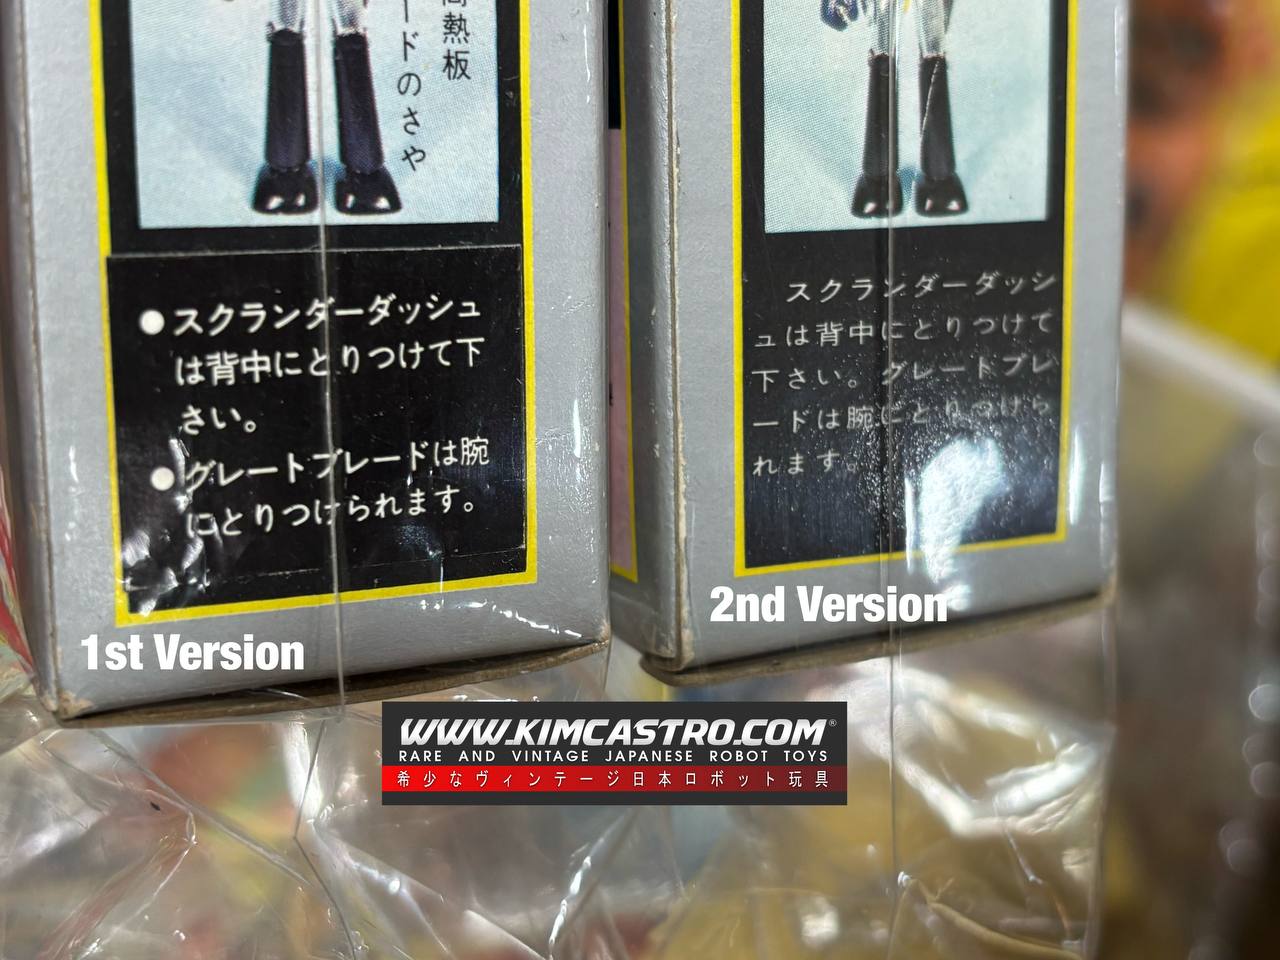 高熱板
ードのさや
●スクランダーダッシュ
は背中にとりつけて下
さい。
●グレートブレードは腕
にとりつけられます。
1st Version
スクランダーダッシ
ュは背中にとりつけて
下さい。グレートブレ
ードは腕にとりつけら
れます。
2nd Version
WWW.KIMCASTRO.COM®
RARE AND VINTAGE JAPANESE ROBOT TOYS
希少なヴィンテージ日本ロボット玩具